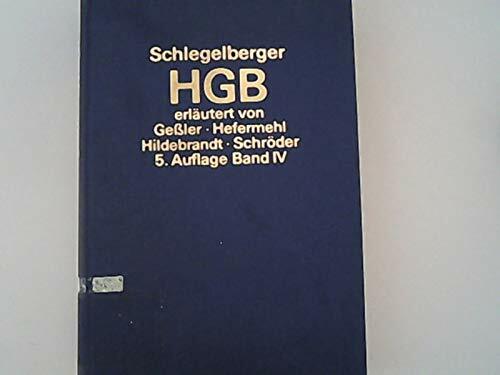 Schlegelberger
HGB
erläutert von
Geßler · Hefermehl
Hildebrandt · Schröder
5. Auflage Band IV